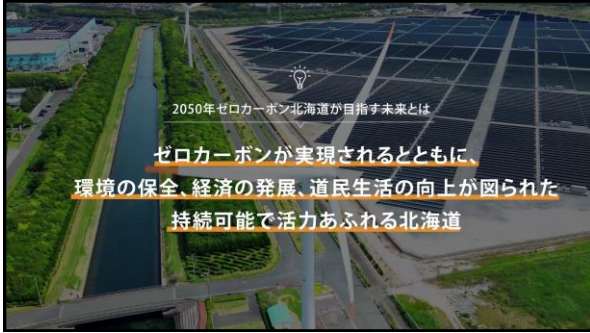 2050年ゼロカーボン北海道が目指す未来とは
ゼロカーボンが実現されるとともに、
環境の保全、経済の発展、道民生活の向上が図られた
持続可能で活力あふれる北海道